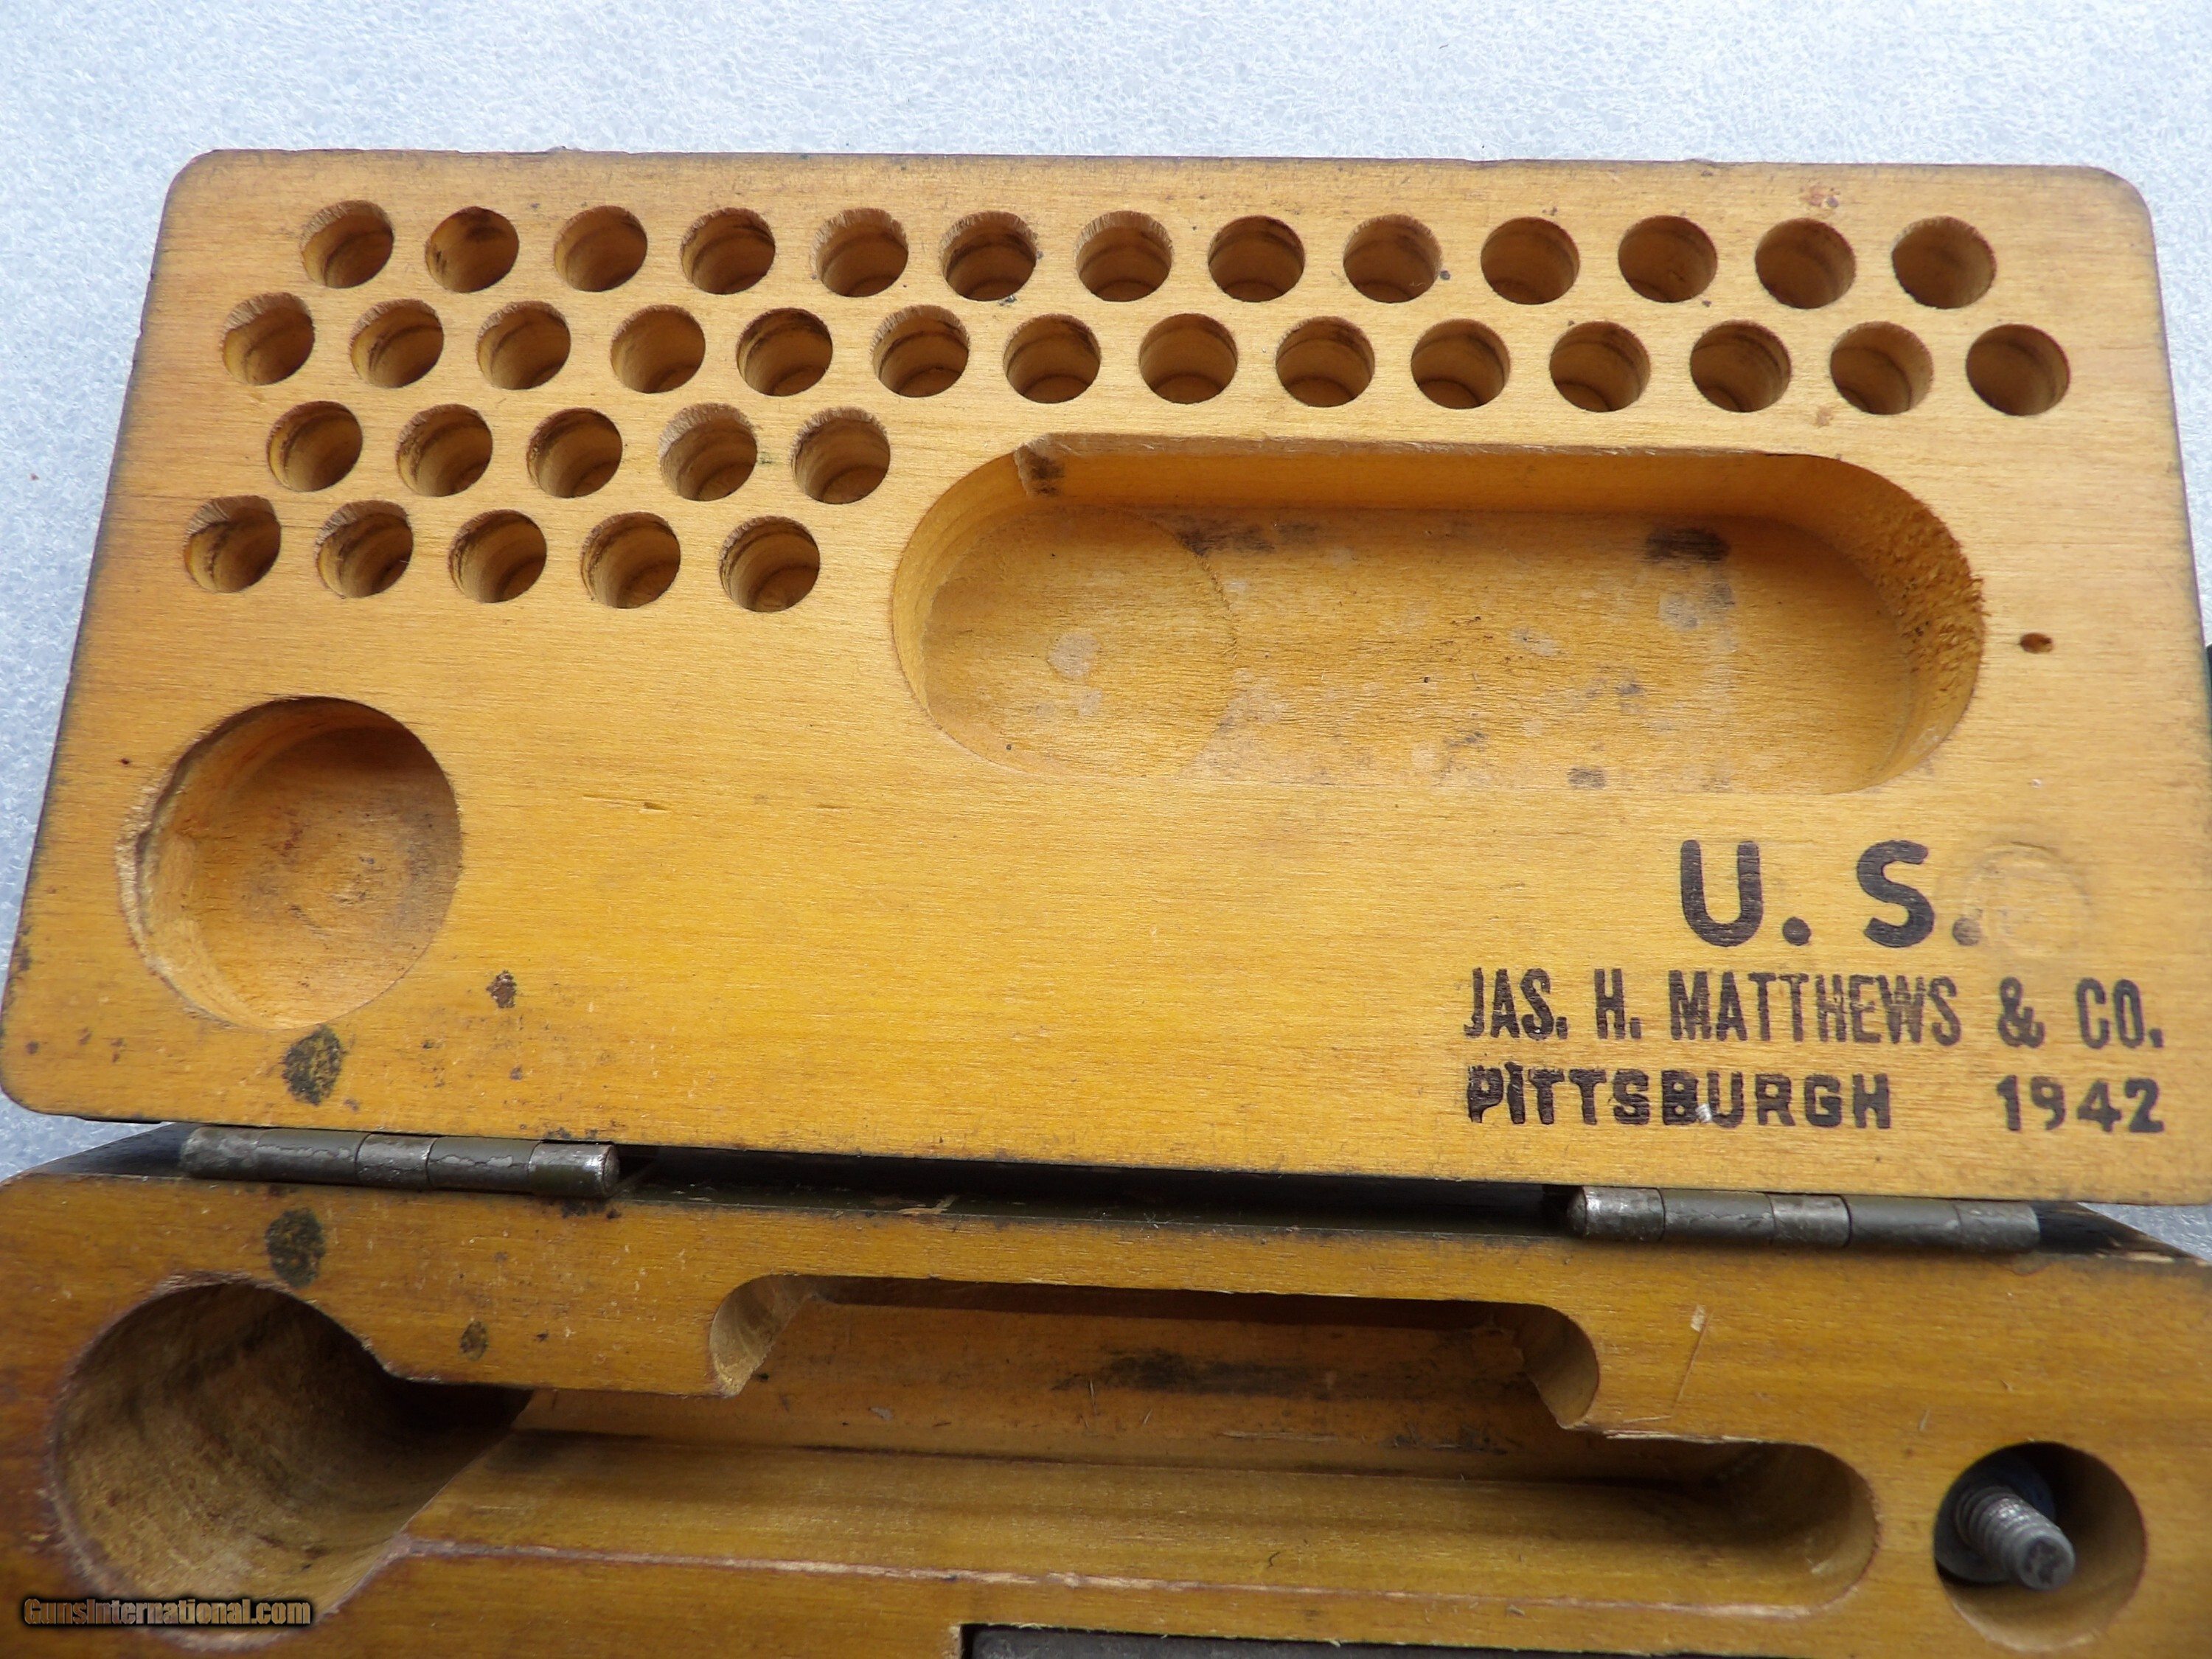 U. S.
JAS. H. MATTHEWS & CO.
PITTSBURGH 1942
GunsInternational.com